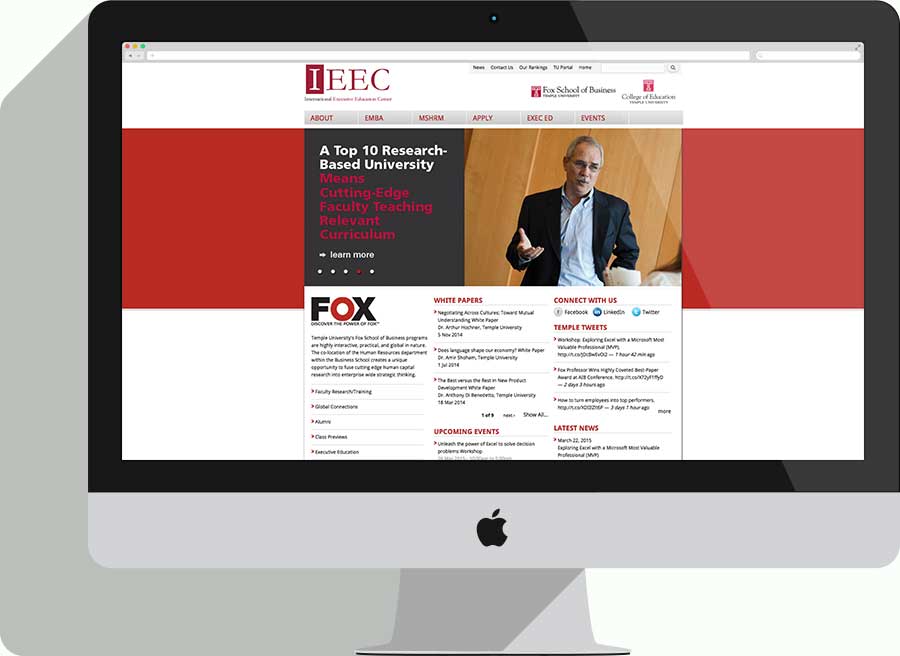 IEEC
International Executive Education Center
News Contact Us Our Rankings TU Portal Home
Fox School of Business
TEMPLE UNIVERSITY
College of Education
TEMPLE UNIVERSITY
ABOUT EMBA MSHRM APPLY EXEC ED EVENTS
A Top 10 Research-
Based University
Means
Cutting-Edge
Faculty Teaching
Relevant
Curriculum
learn more
FOX
DISCOVER THE POWER OF FOX
Temple University's Fox School of Business programs
are highly interactive, practical, and global in nature.
The co-location of the Human Resources department
within the Business School creates a unique
opportunity to fuse cutting edge human capital
research into enterprise wide strategic thinking.
Faculty Research/Training
Global Connections
Alumni
Class Previews
Executive Education
WHITE PAPERS
Negotiating Across Cultures: Toward Mutual
Understanding White Paper
Dr. Arthur Hochner, Temple University
5 Nov 2014
Does language shape our economy? White Paper
Dr. Amir Shoham, Temple University
1 Jul 2014
The Best versus the Rest in New Product
Development White Paper
Dr. Anthony Di Benedetto, Temple University
18 Mar 2014
1 of 9 next › Show All...
UPCOMING EVENTS
Unleash the power of Excel to solve decision
problems Workshop
CONNECT WITH US
Facebook LinkedIn Twitter
TEMPLE TWEETS
Workshop: Exploring Excel with a Microsoft Most
Valuable Professional (MVP).
— 1 hour 42 min ago
Fox Professor Wins Highly Coveted Best-Paper
Award at AIB Conference.
— 2 days 3 hours ago
How to turn employees into top performers.
— 3 days 1 hour ago
more
LATEST NEWS
March 22, 2015
Exploring Excel with a Microsoft Most Valuable
Professional (MVP)